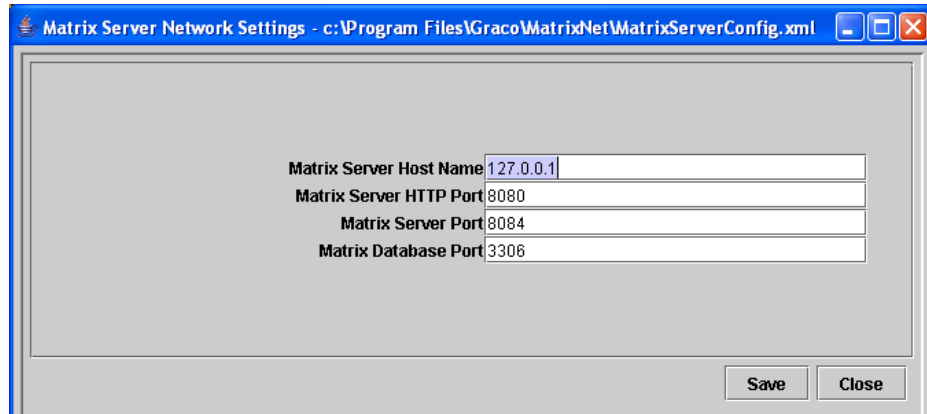 Matrix Server Network Settings - c:\Program Files\Graco\MatrixNet\MatrixServerConfig.xml
Matrix Server Host Name 127.0.0.1
Matrix Server HTTP Port 8080
Matrix Server Port 8084
Matrix Database Port 3306
Save Close